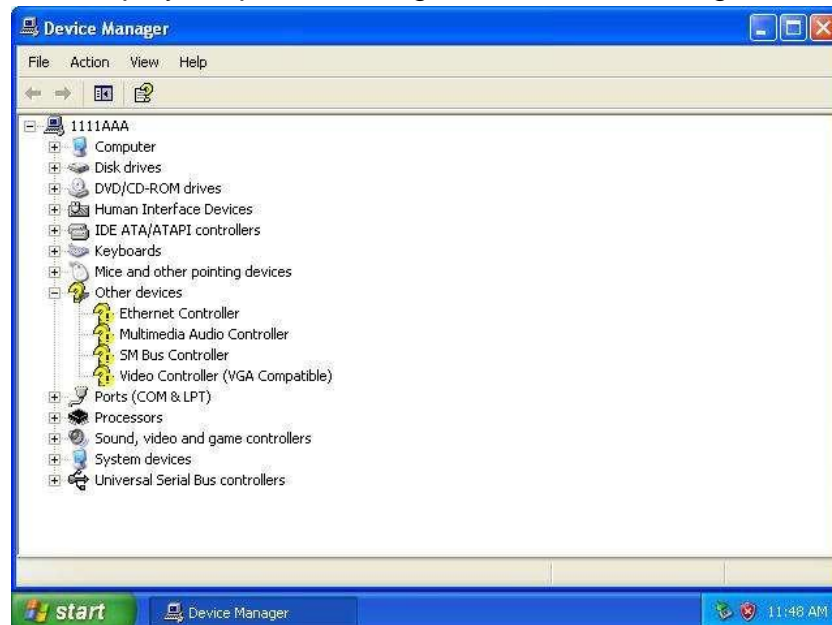 Device Manager
File Action View Help
1111AAA
Computer
Disk drives
DVD/CD-ROM drives
Human Interface Devices
IDE ATA/ATAPI controllers
Keyboards
Mice and other pointing devices
Other devices
Ethernet Controller
Multimedia Audio Controller
SM Bus Controller
Video Controller (VGA Compatible)
Ports (COM & LPT)
Processors
Sound, video and game controllers
System devices
Universal Serial Bus controllers
start Device Manager 11:48 AM